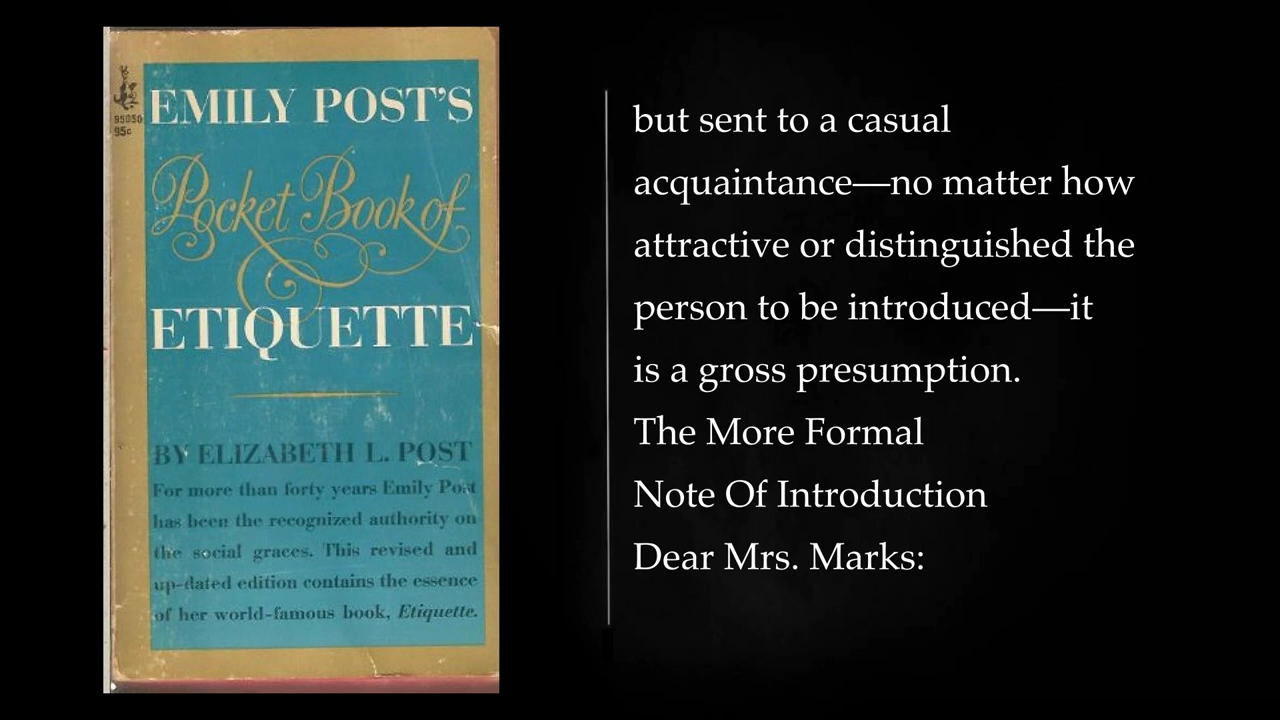 95050
95c
EMILY POST'S
Pocket Book of
ETIQUETTE
BY ELIZABETH L. POST
For more than forty years Emily Post
has been the recognized authority on
the social graces. This revised and
up-dated edition contains the essence
of her world-famous book, Etiquette.
but sent to a casual
acquaintance—no matter how
attractive or distinguished the
person to be introduced—it
is a gross presumption.
The More Formal
Note Of Introduction
Dear Mrs. Marks: